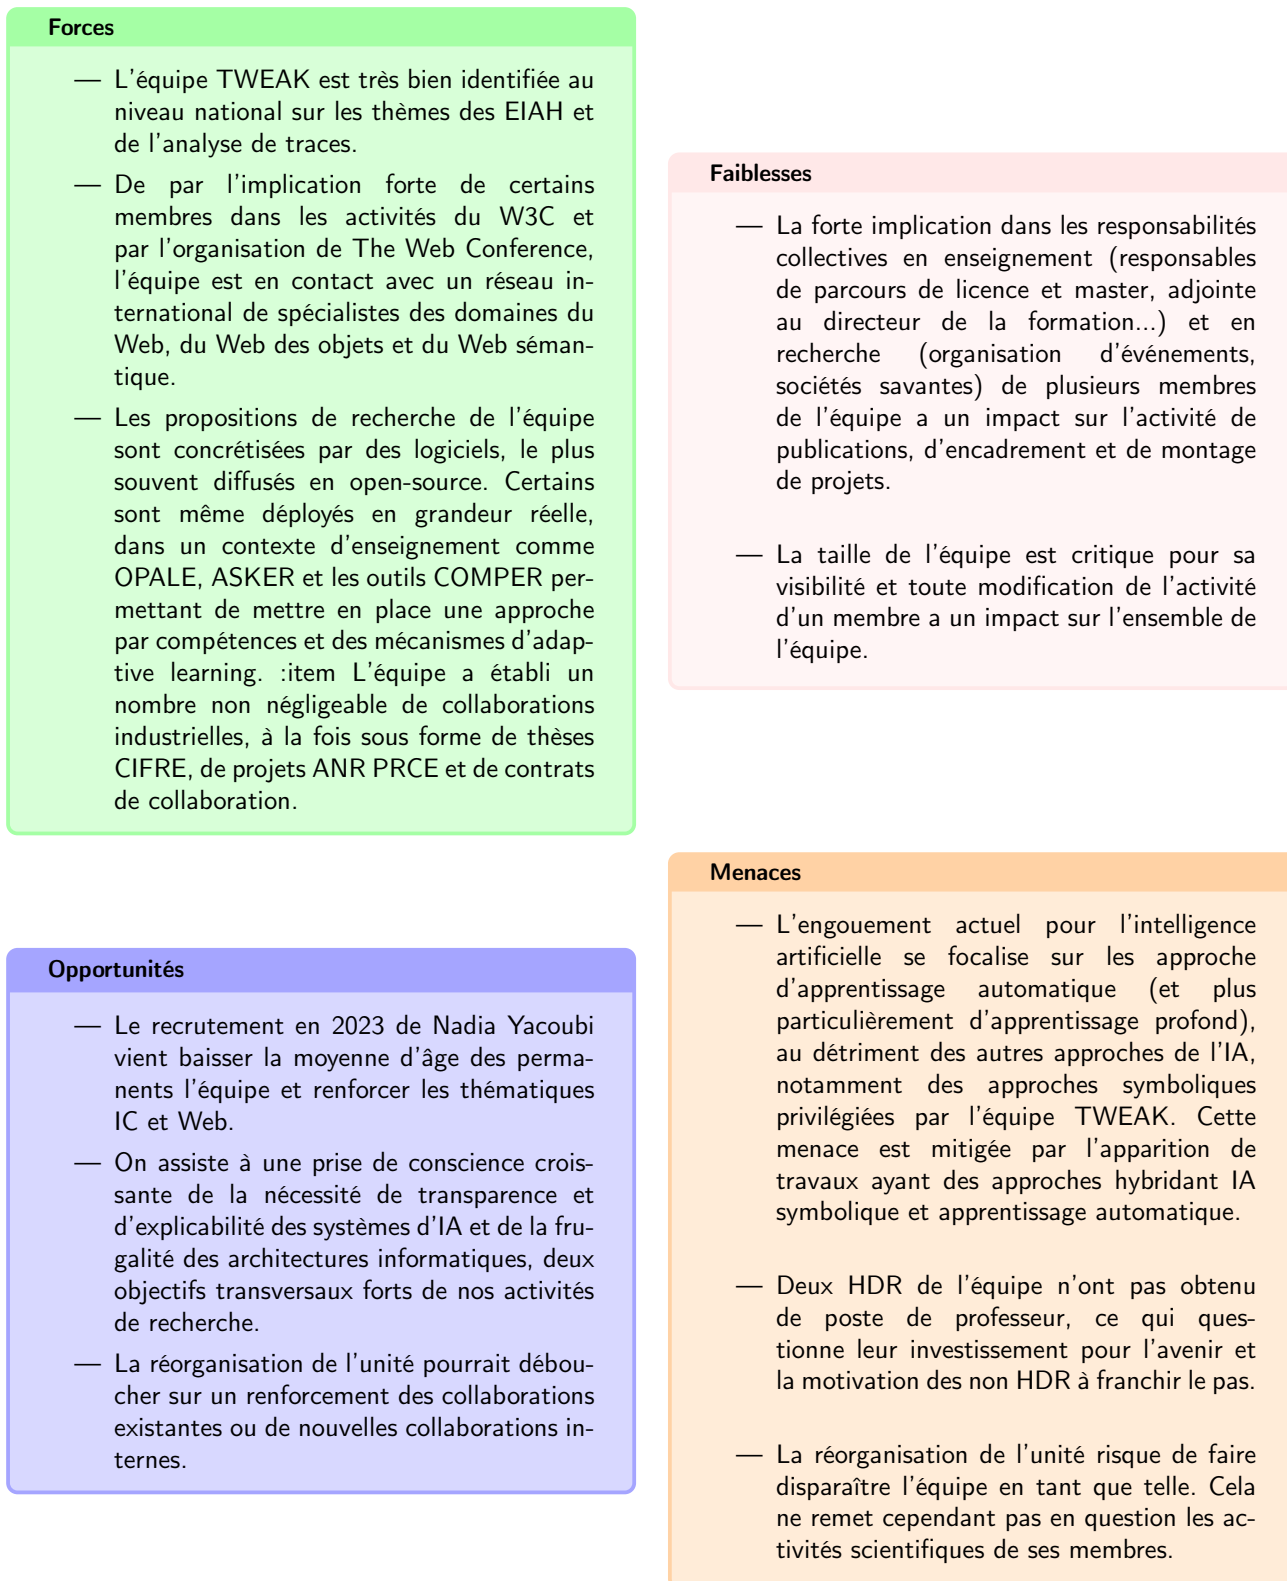 Forces
— L'équipe TWEAK est très bien identifiée au
niveau national sur les thèmes des EIAH et
de l'analyse de traces.
— De par l'implication forte de certains
membres dans les activités du W3C et
par l'organisation de The Web Conference,
l'équipe est en contact avec un réseau in-
ternational de spécialistes des domaines du
Web, du Web des objets et du Web séman-
tique.
— Les propositions de recherche de l'équipe
sont concrétisées par des logiciels, le plus
souvent diffusés en open-source. Certains
sont même déployés en grandeur réelle,
dans un contexte d'enseignement comme
OPALE, ASKER et les outils COMPER per-
mettant de mettre en place une approche
par compétences et des mécanismes d'adap-
tive learning. :item L'équipe a établi un
nombre non négligeable de collaborations
industrielles, à la fois sous forme de thèses
CIFRE, de projets ANR PRCE et de contrats
de collaboration.
Faiblesses
— La forte implication dans les responsabilités
collectives en enseignement (responsables
de parcours de licence et master, adjointe
au directeur de la formation...) et en
recherche (organisation d'événements,
sociétés savantes) de plusieurs membres
de l'équipe a un impact sur l'activité de
publications, d'encadrement et de montage
de projets.
— La taille de l'équipe est critique pour sa
visibilité et toute modification de l'activité
d'un membre a un impact sur l'ensemble de
l'équipe.
Opportunités
— Le recrutement en 2023 de Nadia Yacoubi
vient baisser la moyenne d'âge des perma-
nents l'équipe et renforcer les thématiques
IC et Web.
— On assiste à une prise de conscience crois-
sante de la nécessité de transparence et
d'explicabilité des systèmes d'IA et de la fru-
galité des architectures informatiques, deux
objectifs transversaux forts de nos activités
de recherche.
— La réorganisation de l'unité pourrait débou-
cher sur un renforcement des collaborations
existantes ou de nouvelles collaborations in-
ternes.
Menaces
— L'engouement actuel pour l'intelligence
artificielle se focalise sur les approche
d'apprentissage automatique (et plus
particulièrement d'apprentissage profond),
au détriment des autres approches de l'IA,
notamment des approches symboliques
privilégiées par l'équipe TWEAK. Cette
menace est mitigée par l'apparition de
travaux ayant des approches hybridant IA
symbolique et apprentissage automatique.
— Deux HDR de l'équipe n'ont pas obtenu
de poste de professeur, ce qui ques-
tionne leur investissement pour l'avenir et
la motivation des non HDR à franchir le pas.
— La réorganisation de l'unité risque de faire
disparaître l'équipe en tant que telle. Cela
ne remet cependant pas en question les ac-
tivités scientifiques de ses membres.